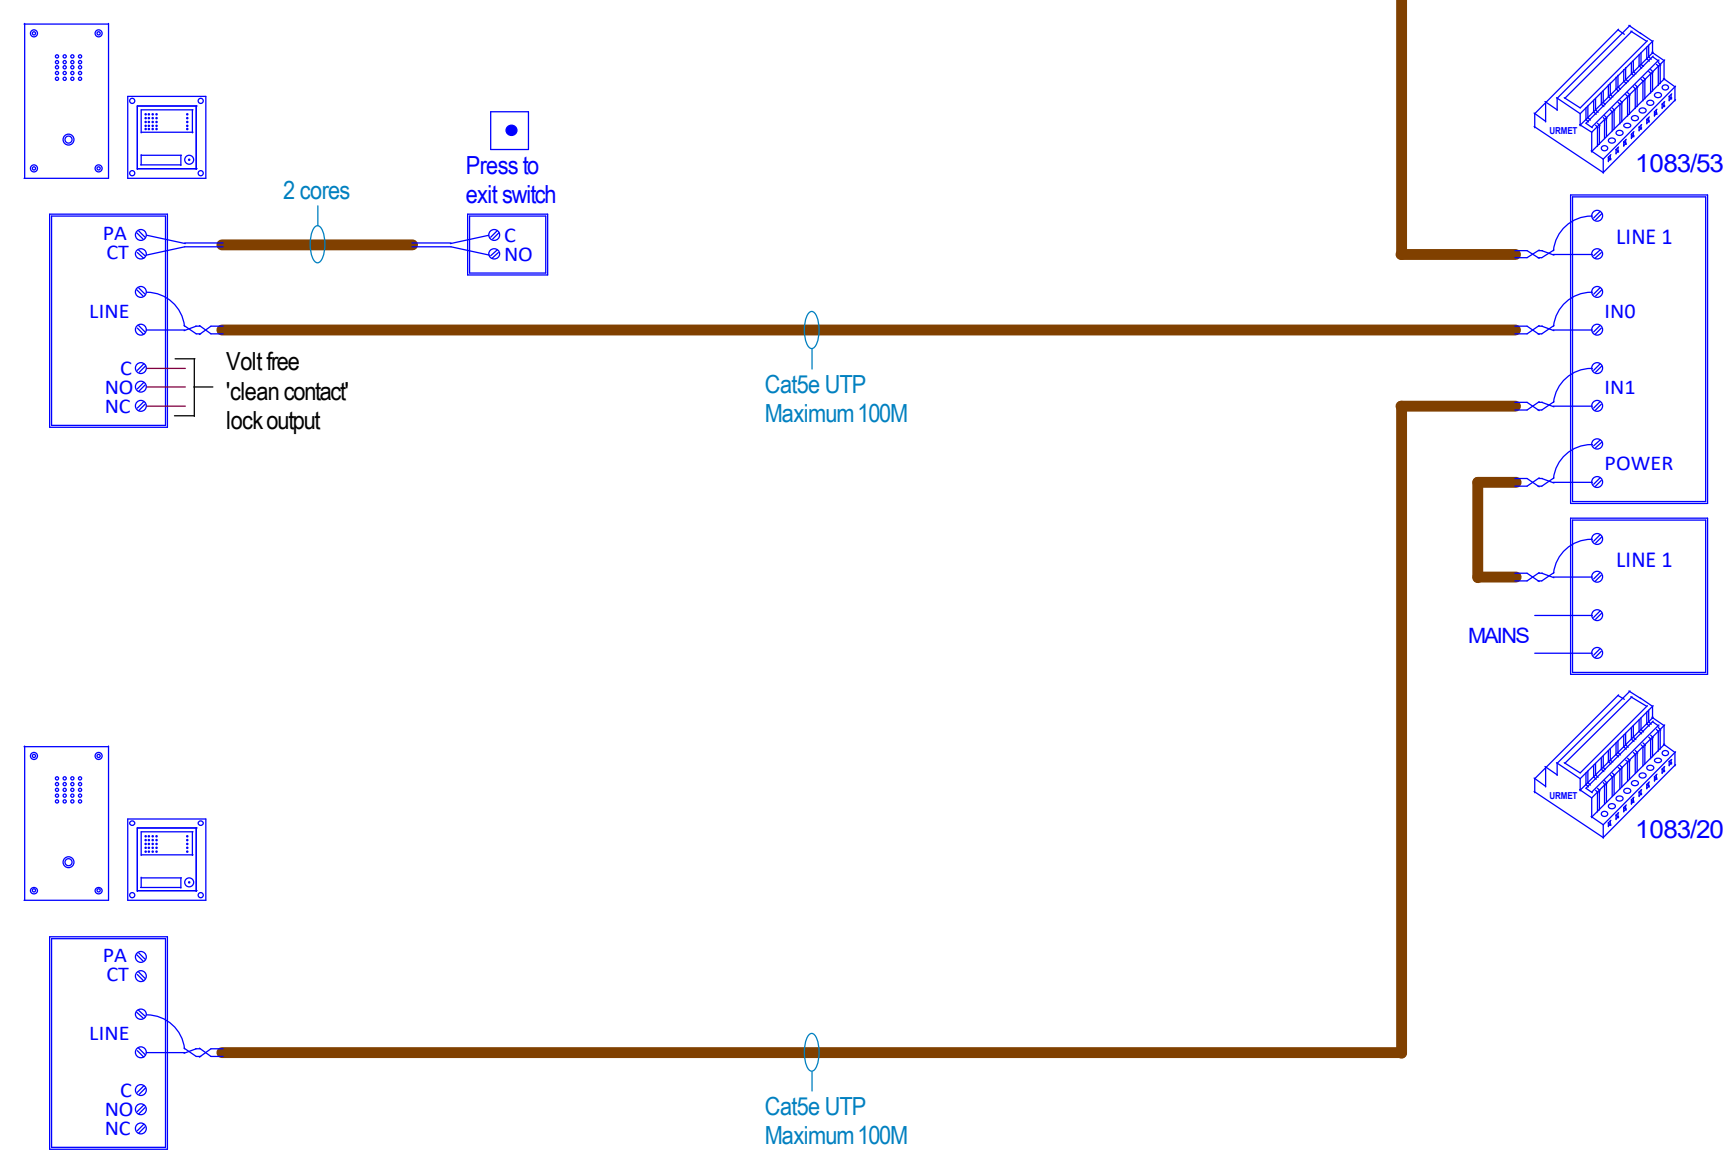 URMET
1083/53
Press to
exit switch
2 cores
PA
CT
C
NO
LINE 1
LINE
IN0
C
NO
NC
Volt free
'clean contact'
lock output
Cat5e UTP
Maximum 100M
IN1
POWER
LINE 1
MAINS
URMET
1083/20
PA
CT
LINE
C
NO
NC
Cat5e UTP
Maximum 100M